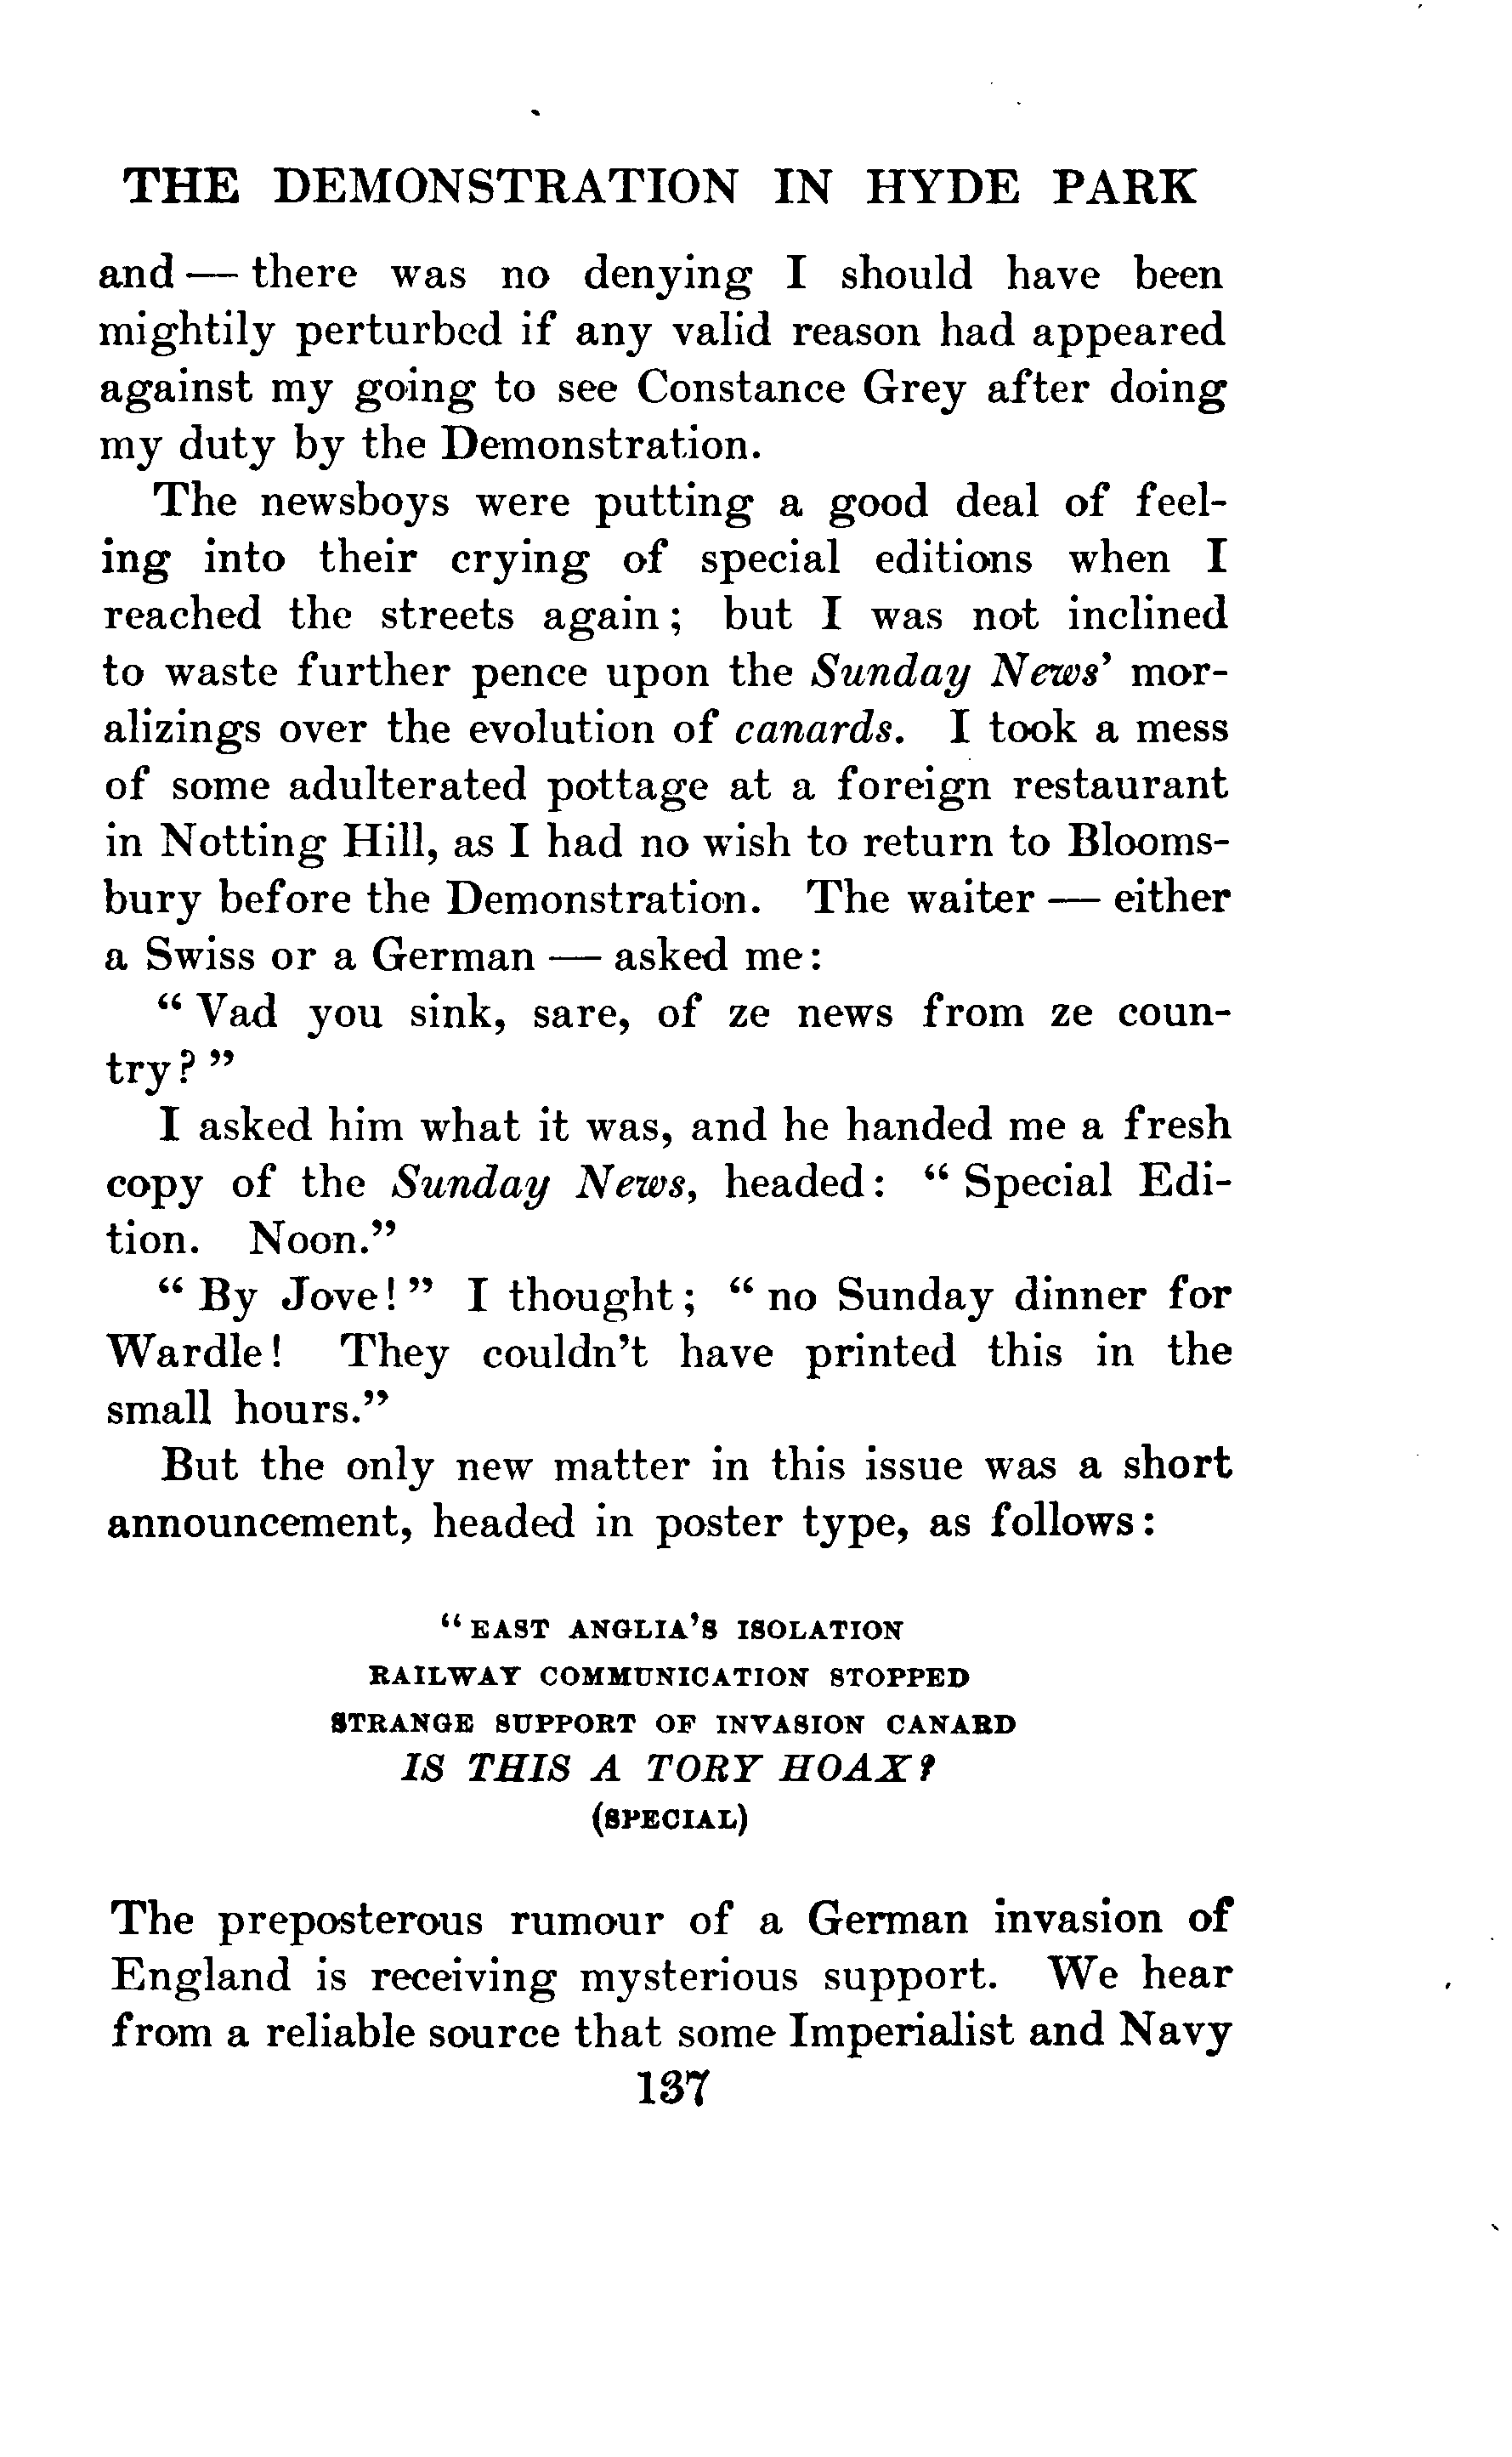 THE DEMONSTRATION IN HYDE PARK
and — there was no denying I should have been
mightily perturbed if any valid reason had appeared
against my going to see Constance Grey after doing
my duty by the Demonstration.
The newsboys were putting a good deal of feel-
ing into their crying of special editions when I
reached the streets again; but I was not inclined
to waste further pence upon the Sunday News' mor-
alizings over the evolution of canards. I took a mess
of some adulterated pottage at a foreign restaurant
in Notting Hill, as I had no wish to return to Blooms-
bury before the Demonstration. The waiter — either
a Swiss or a German — asked me:
"Vad you sink, sare, of ze news from ze coun-
try?"
I asked him what it was, and he handed me a fresh
copy of the Sunday News, headed: "Special Edi-
tion. Noon."
"By Jove!" I thought; "no Sunday dinner for
Wardle! They couldn't have printed this in the
small hours."
But the only new matter in this issue was a short
announcement, headed in poster type, as follows:
"EAST ANGLIA'S ISOLATION
RAILWAY COMMUNICATION STOPPED
STRANGE SUPPORT OF INVASION CANARD
IS THIS A TORY HOAX?
(SPECIAL)
The preposterous rumour of a German invasion of
England is receiving mysterious support. We hear
from a reliable source that some Imperialist and Navy
137